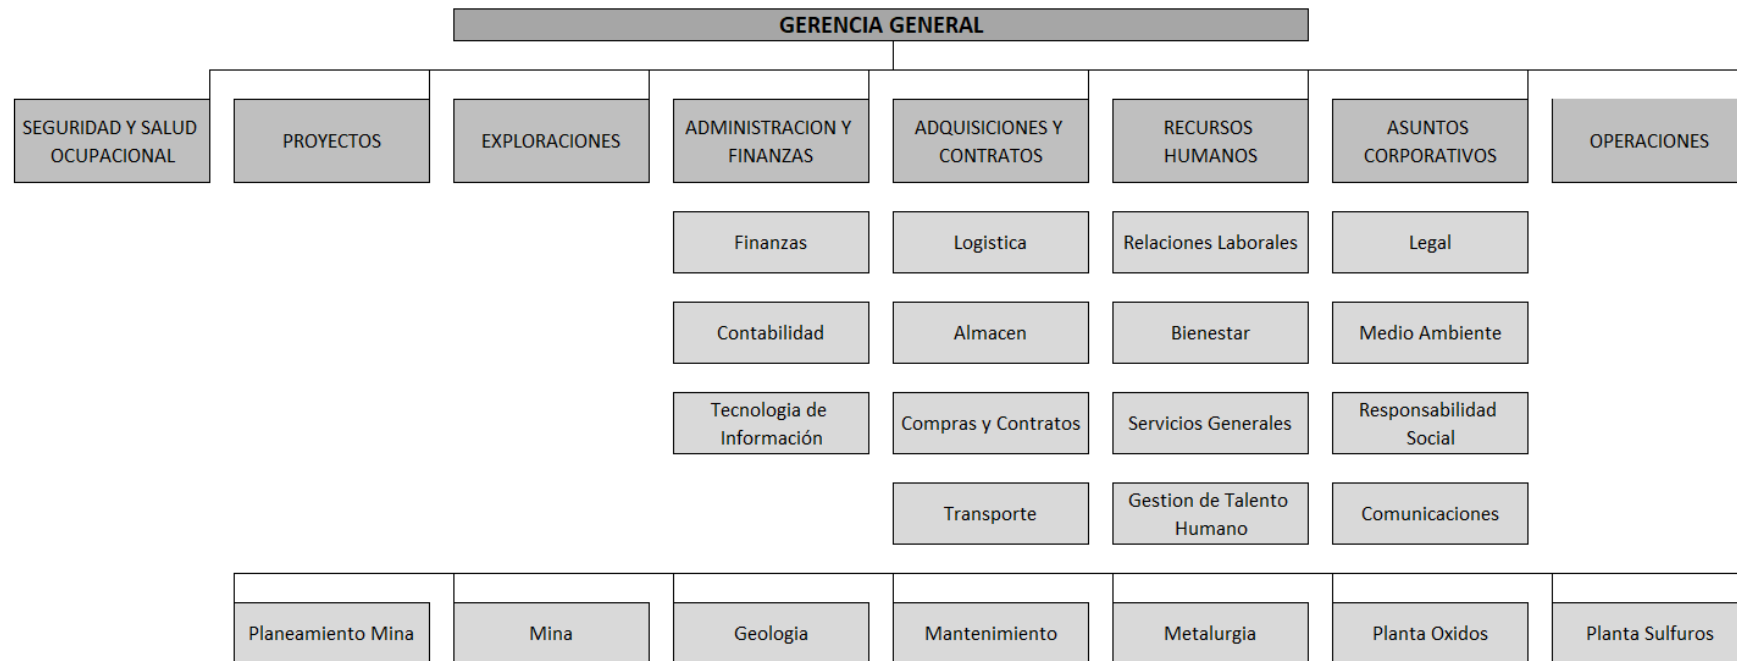 GERENCIA GENERAL
SEGURIDAD Y SALUD
OCUPACIONAL
PROYECTOS
EXPLORACIONES
ADMINISTRACION Y
FINANZAS
ADQUISICIONES Y
CONTRATOS
RECURSOS
HUMANOS
ASUNTOS
CORPORATIVOS
OPERACIONES
Finanzas
Logistica
Relaciones Laborales
Legal
Contabilidad
Almacen
Bienestar
Medio Ambiente
Tecnologia de
Información
Compras y Contratos
Servicios Generales
Responsabilidad
Social
Transporte
Gestion de Talento
Humano
Comunicaciones
Planeamiento Mina
Mina
Geologia
Mantenimiento
Metalurgia
Planta Oxidos
Planta Sulfuros